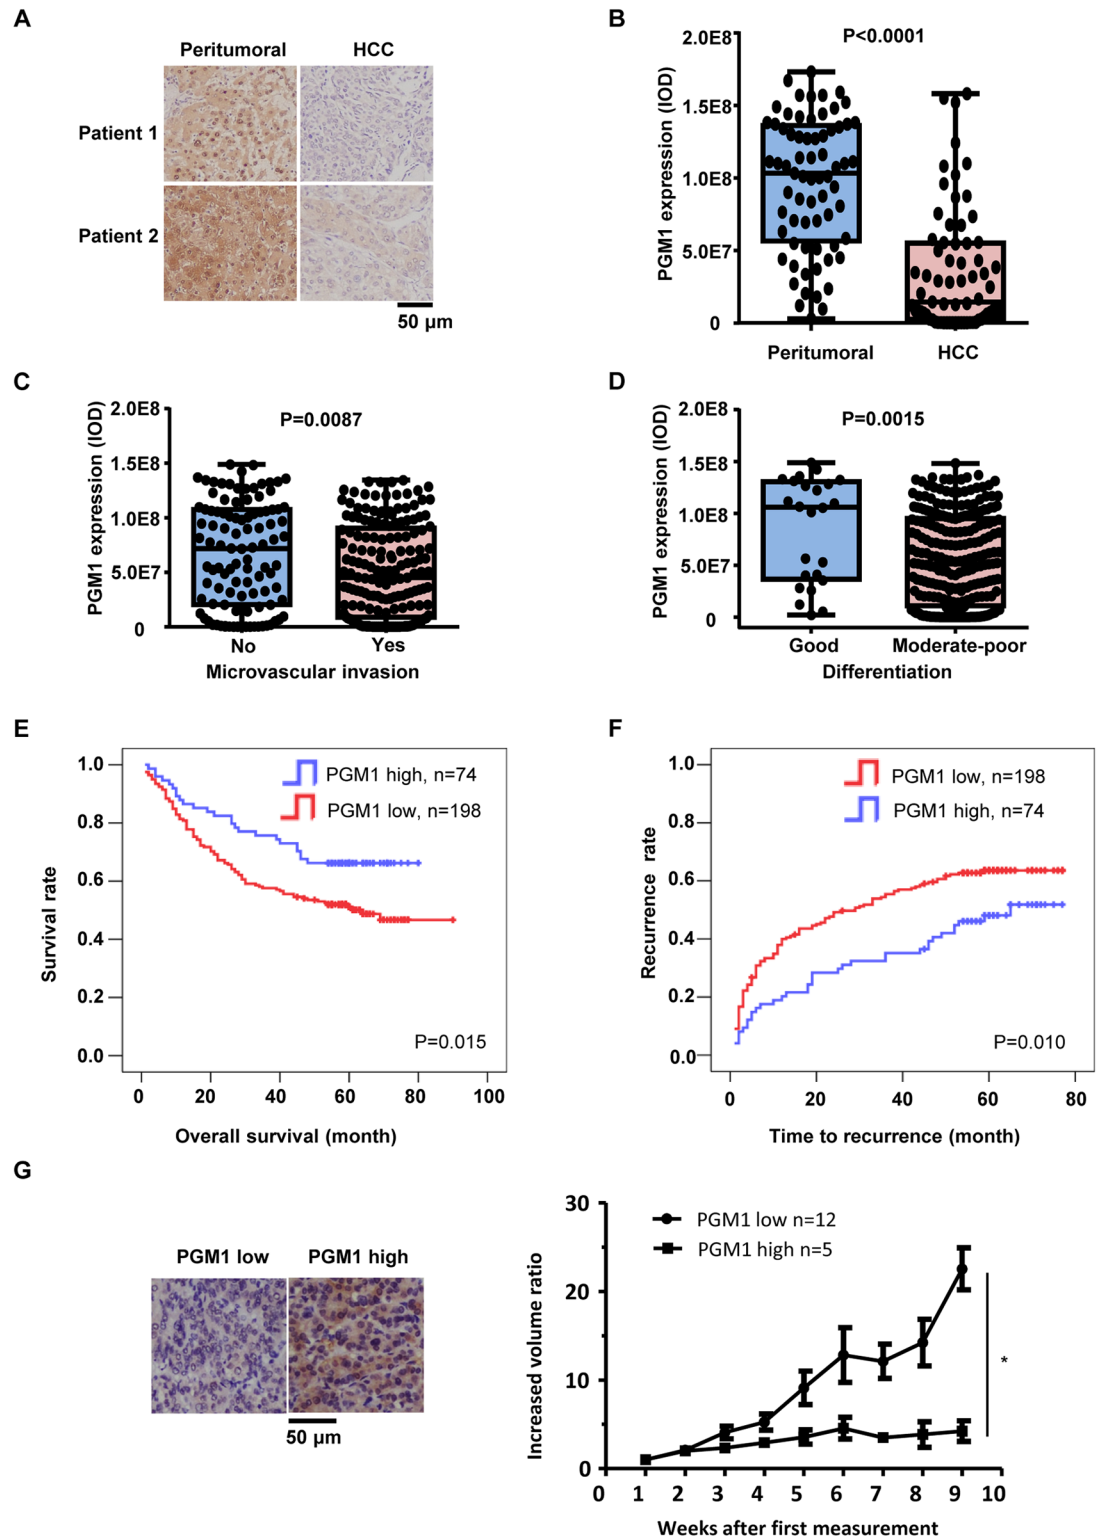 A
Peritumoral
HCC
Patient 1
Patient 2
50 µm
B
P<0.0001
PGM1 expression (IOD)
2.0E8
1.5E8
1.0E8
5.0E7
0
Peritumoral
HCC
C
P=0.0087
PGM1 expression (IOD)
2.0E8
1.5E8
1.0E8
5.0E7
0
No
Yes
Microvascular invasion
D
P=0.0015
PGM1 expression (IOD)
2.0E8
1.5E8
1.0E8
5.0E7
0
Good
Moderate-poor
Differentiation
E
PGM1 high, n=74
PGM1 low, n=198
Survival rate
1.0
0.8
0.6
0.4
0.2
0.0
P=0.015
0 20 40 60 80 100
Overall survival (month)
F
PGM1 low, n=198
PGM1 high, n=74
Recurrence rate
1.0
0.8
0.6
0.4
0.2
0.0
P=0.010
0 20 40 60 80
Time to recurrence (month)
G
PGM1 low
PGM1 high
50 µm
PGM1 low n=12
PGM1 high n=5
Increased volume ratio
30
20
10
0
*
0 1 2 3 4 5 6 7 8 9 10
Weeks after first measurement